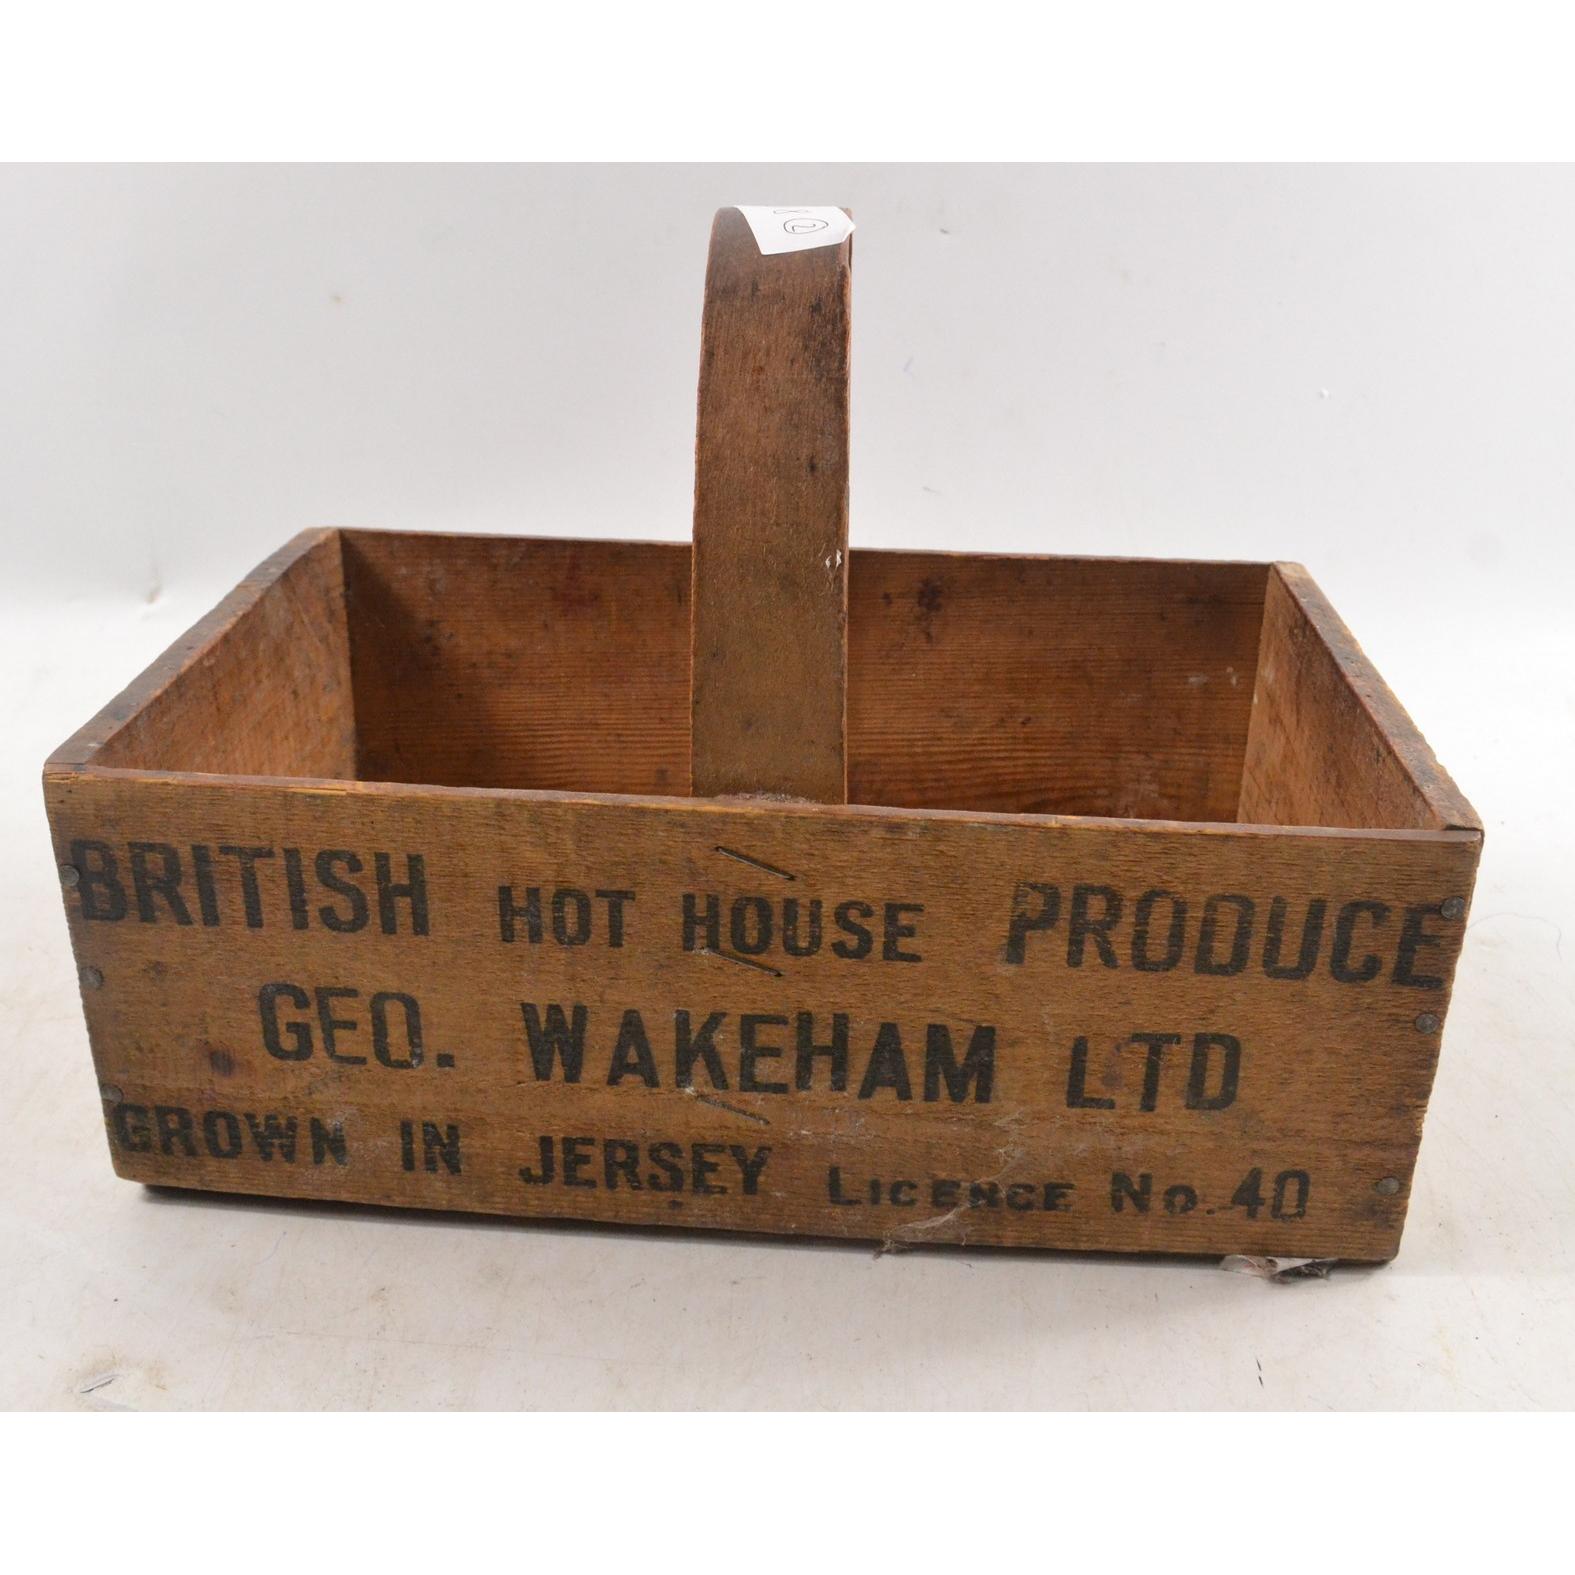 BRITISH HOT HOUSE PRODUCE
GEO. WAKEHAM LTD
GROWN IN JERSEY LICENCE NO. 40